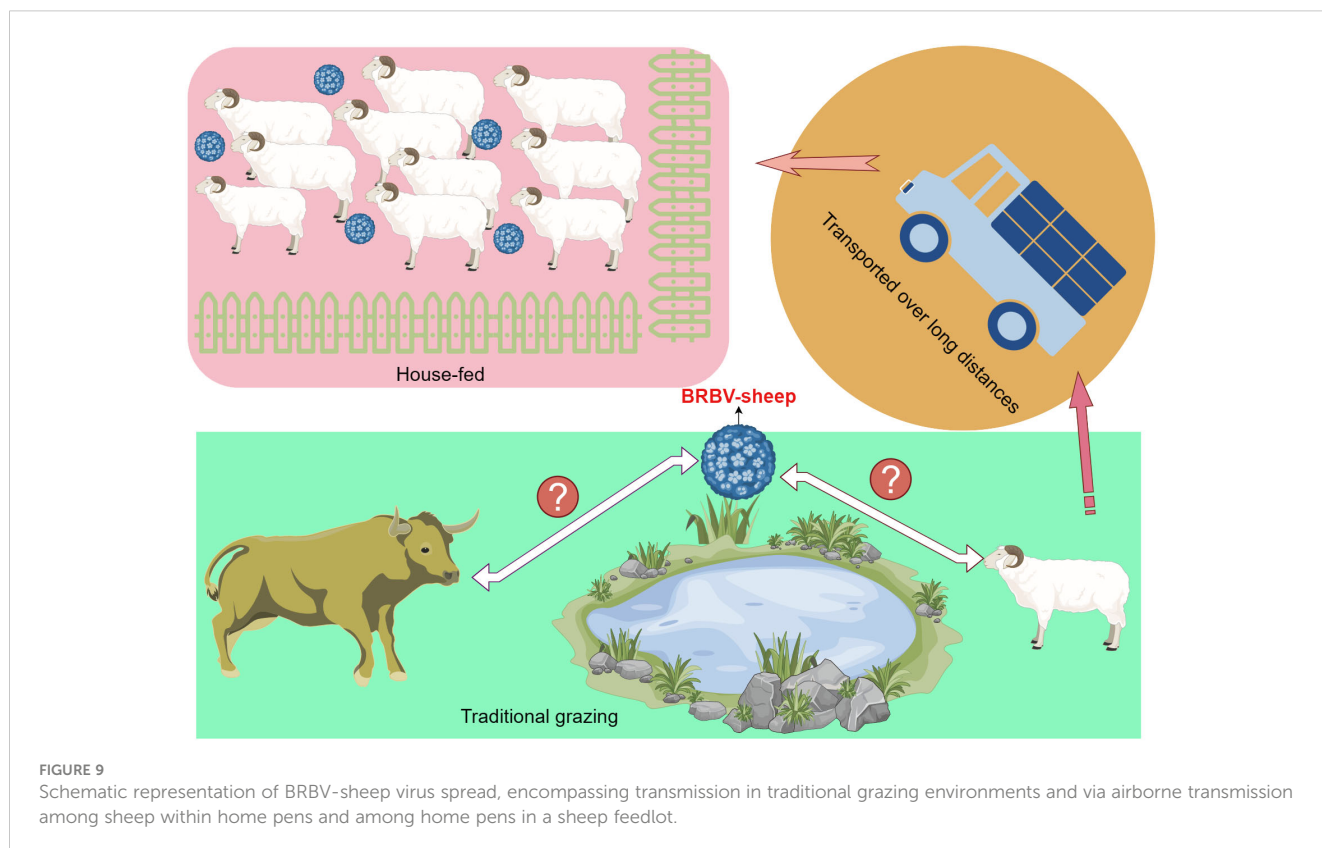 House-fed
Transported over long distances
BRBV-sheep
?
?
Traditional grazing
FIGURE 9
Schematic representation of BRBV-sheep virus spread, encompassing transmission in traditional grazing environments and via airborne transmission
among sheep within home pens and among home pens in a sheep feedlot.